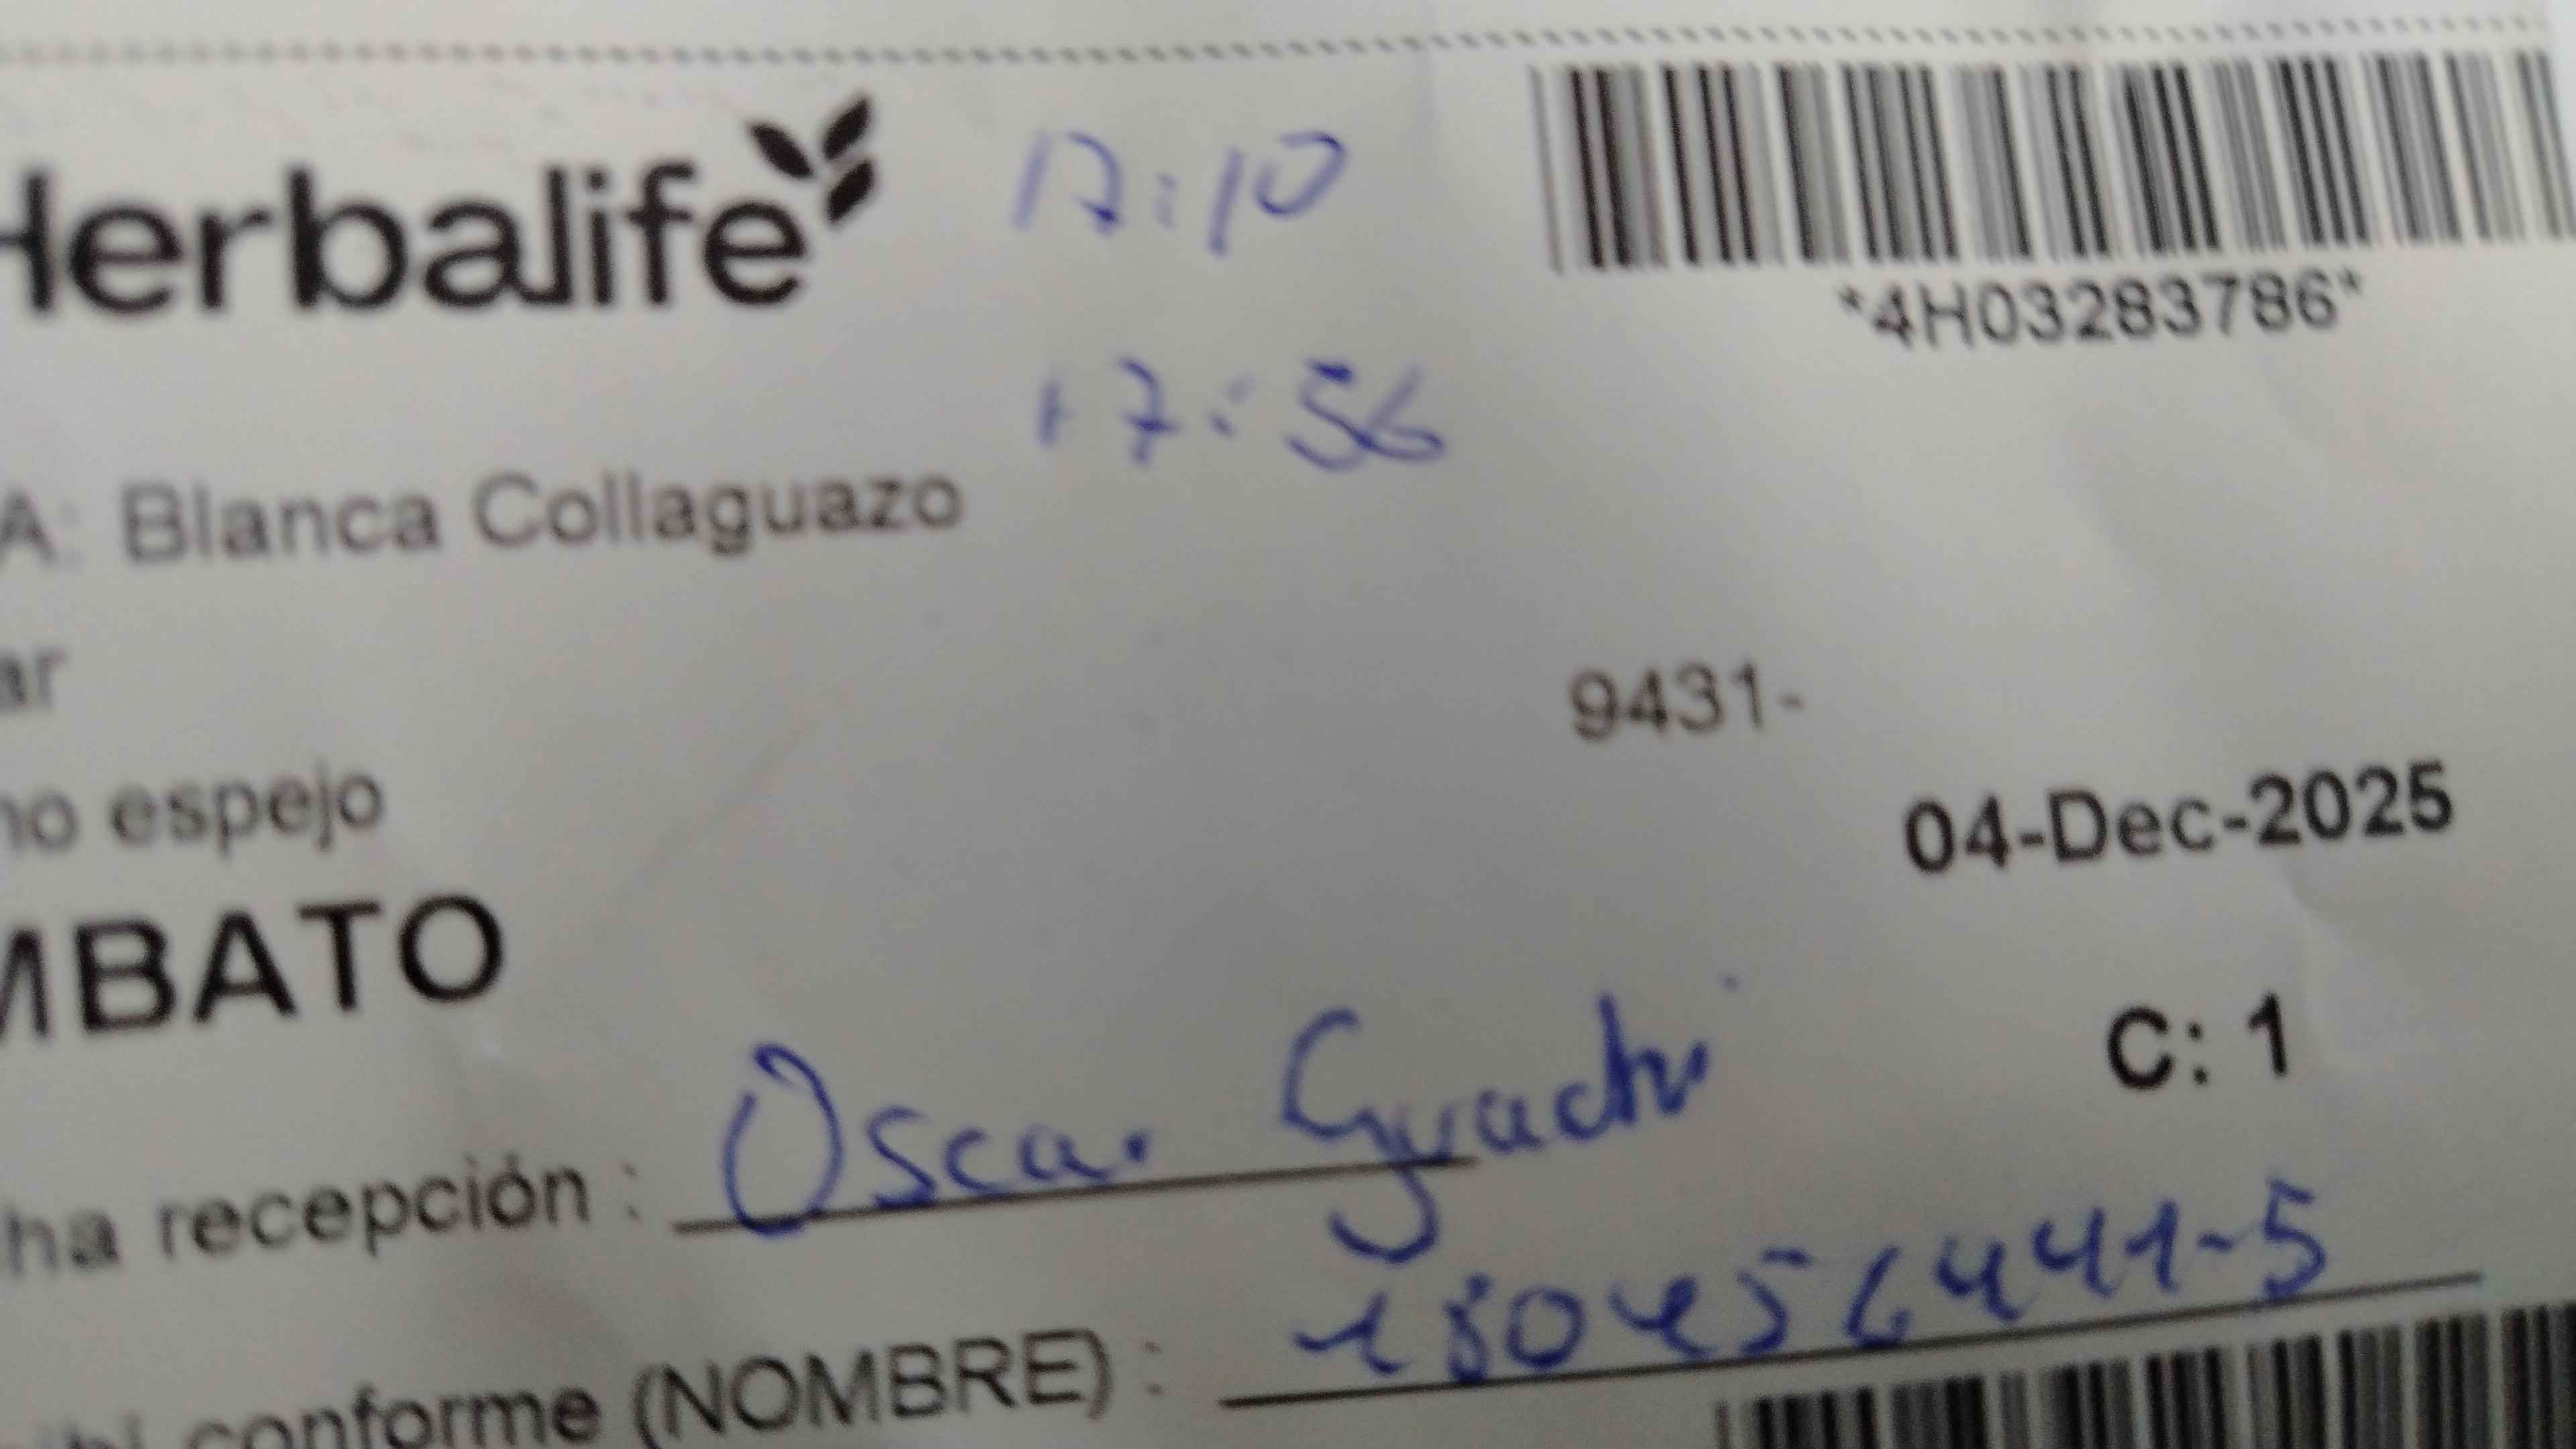 Herbalife
17:10
*4H03283786*
17:56
A: Blanca Collaguazo
ar
9431-
no espejo
04-Dec-2025
MBATO
C: 1
ha recepción : Oscar Guachi
conforme (NOMBRE) : 180456441-5